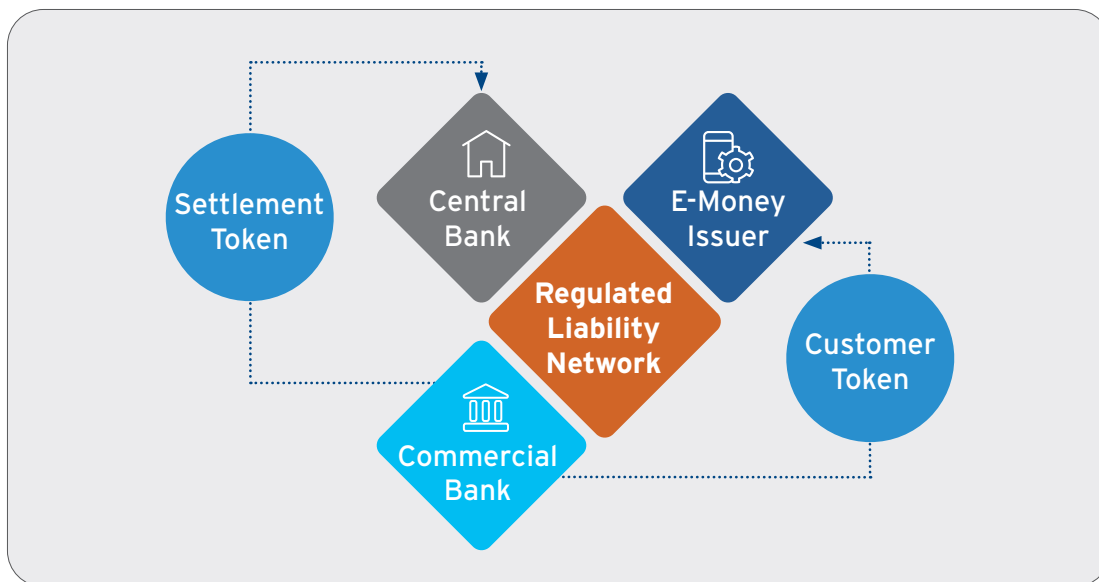 Settlement
Token
Central
Bank
E-Money
Issuer
Regulated
Liability
Network
Customer
Token
Commercial
Bank